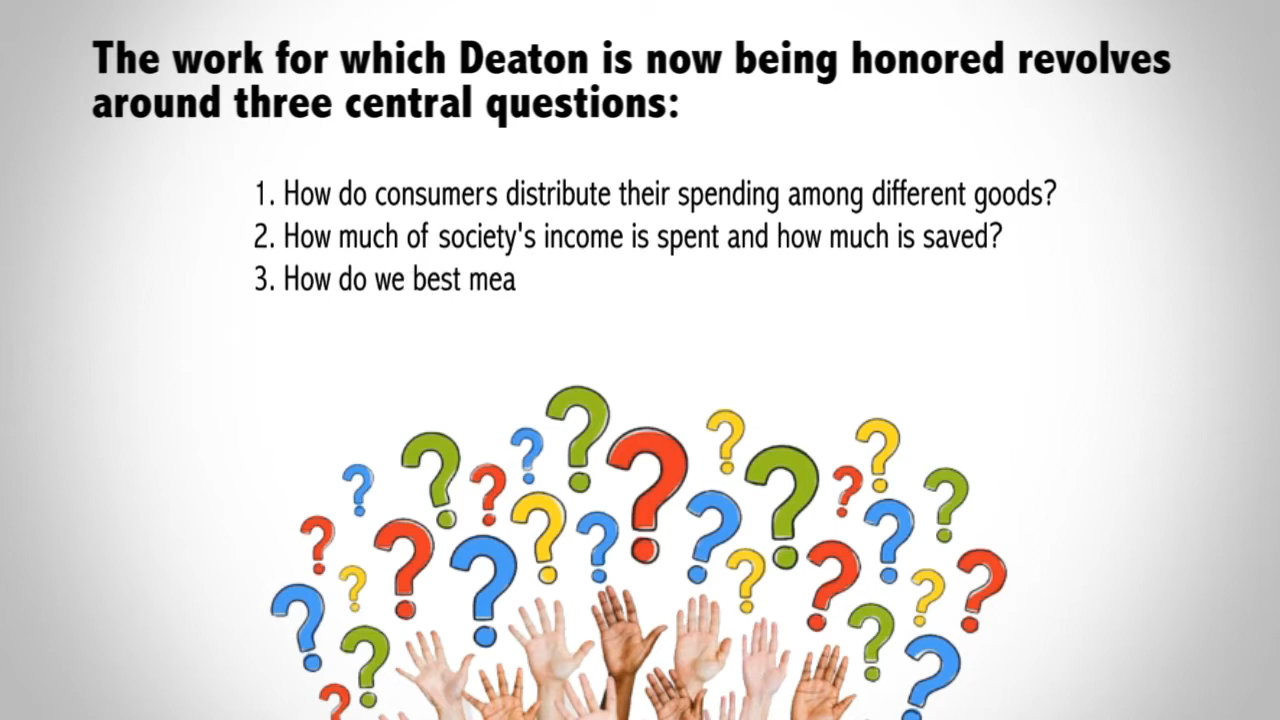 The work for which Deaton is now being honored revolves
around three central questions:
1. How do consumers distribute their spending among different goods?
2. How much of society's income is spent and how much is saved?
3. How do we best mea